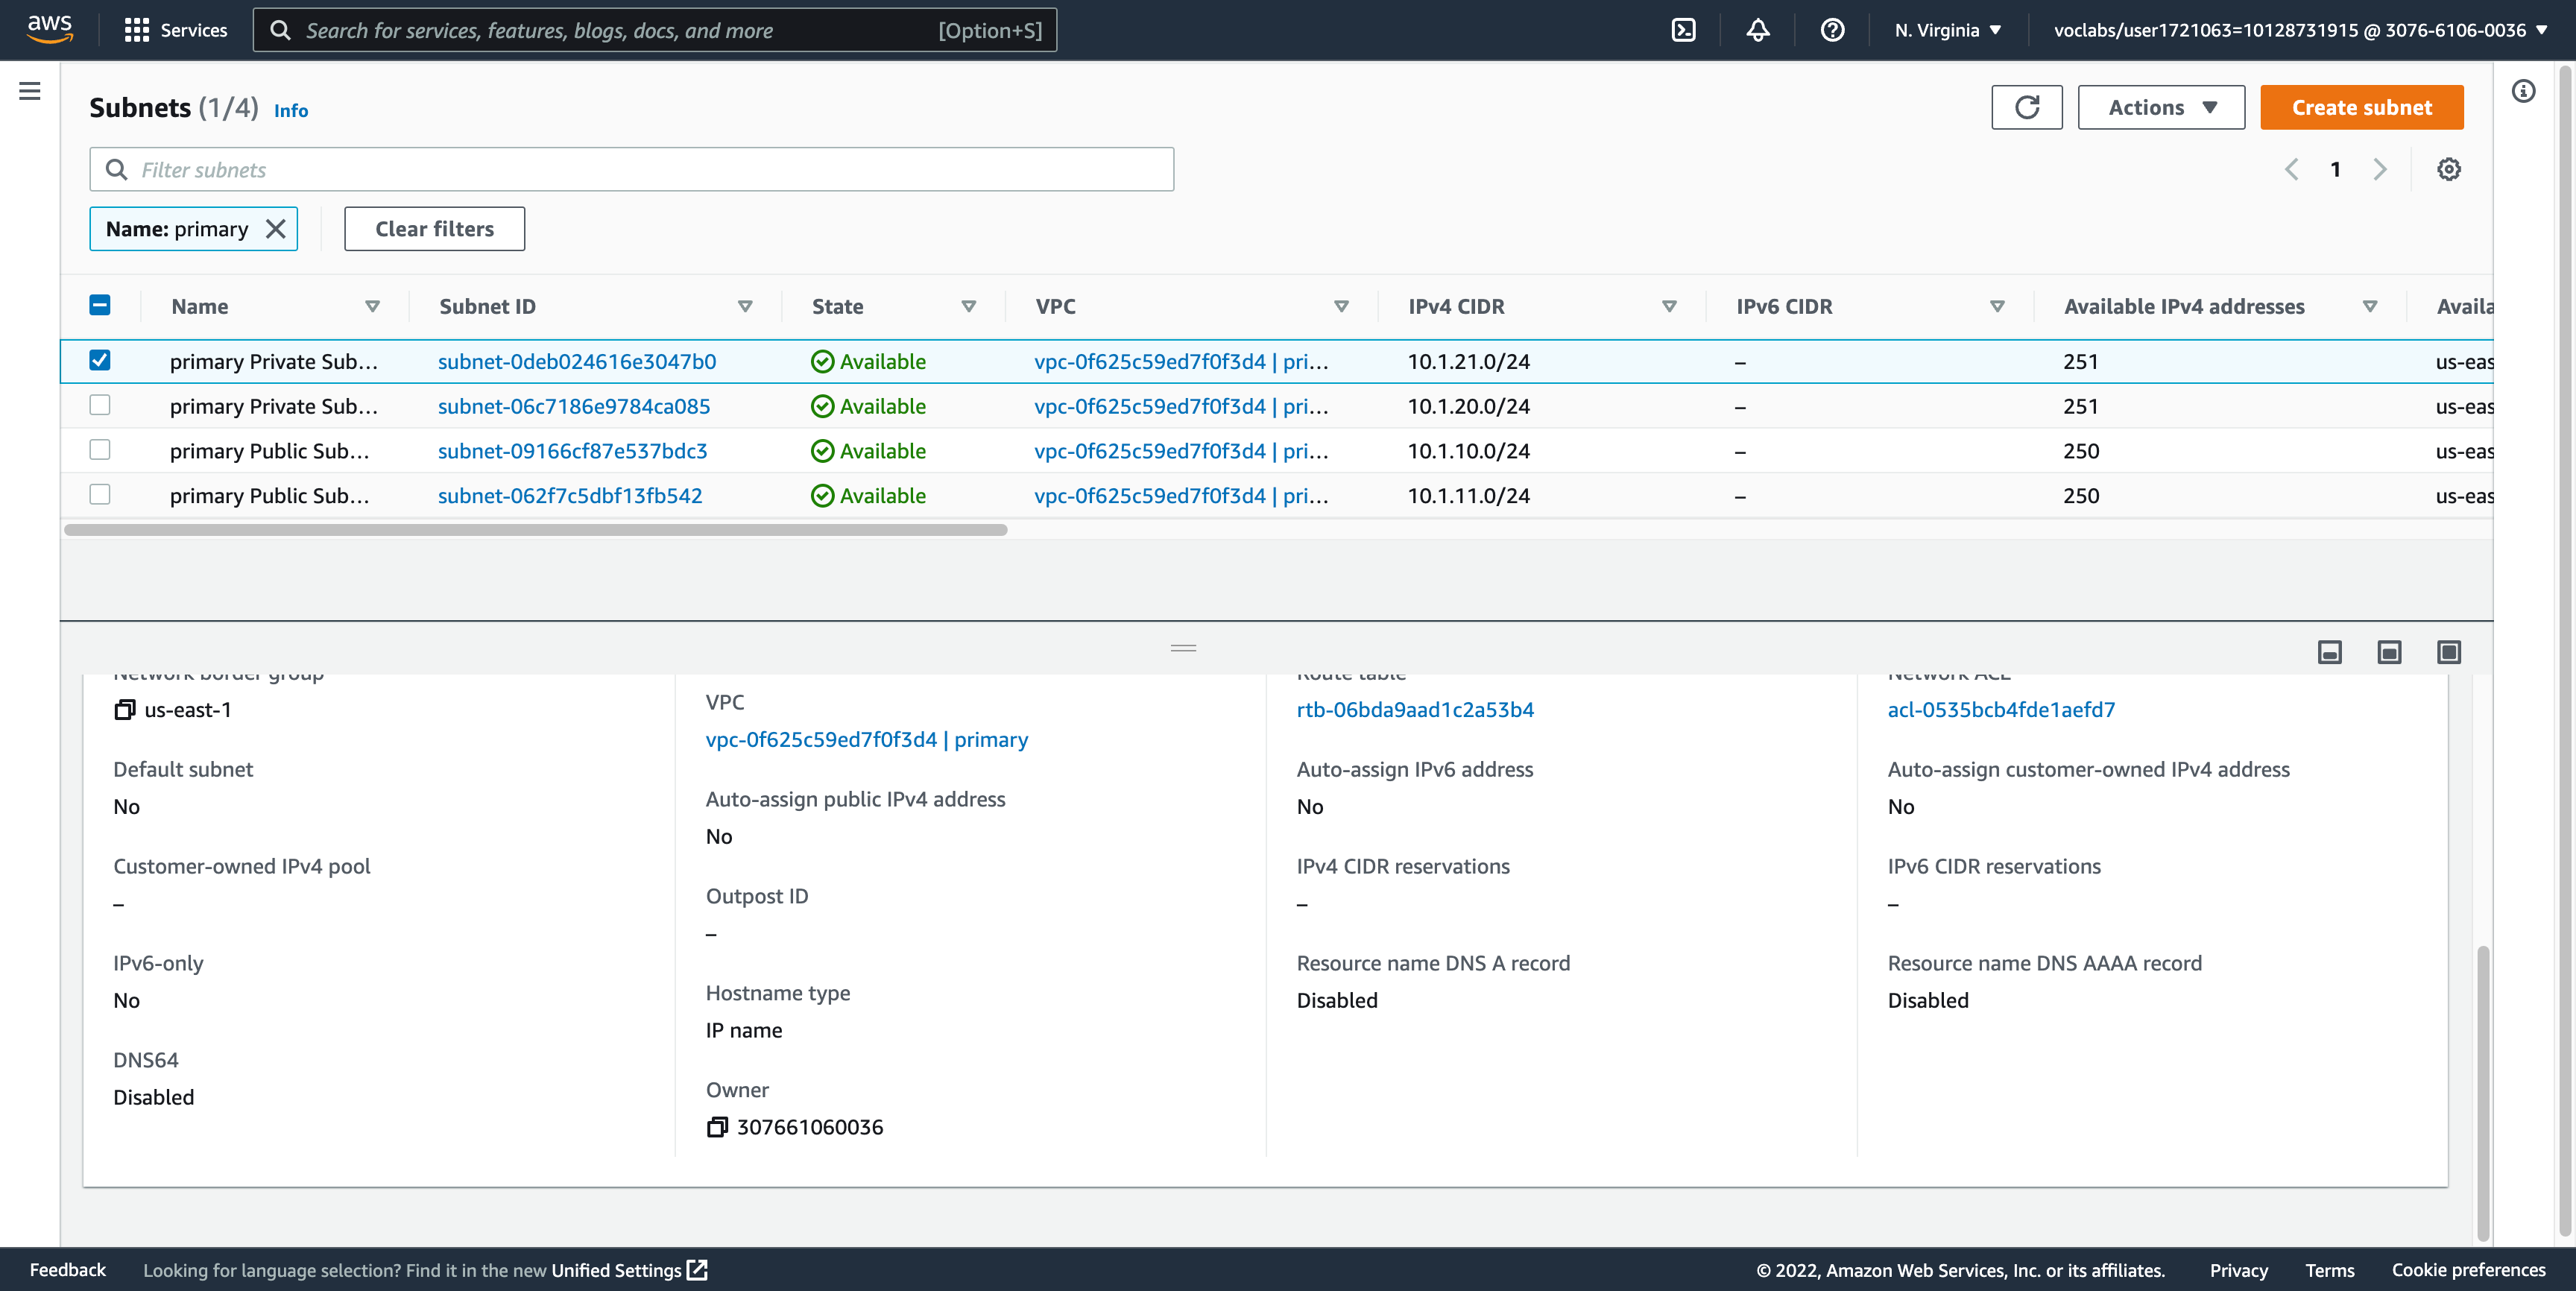 aws Services Search for services, features, blogs, docs, and more [Option+S] N. Virginia ▼ voclabs/user1721063=10128731915 @ 3076-6106-0036 ▼
Subnets (1/4) Info
Actions ▼ Create subnet
Filter subnets
1
Name: primary Clear filters
Name Subnet ID State VPC IPv4 CIDR IPv6 CIDR Available IPv4 addresses Availa
primary Private Sub… subnet-0deb024616e3047b0 Available vpc-0f625c59ed7f0f3d4 | pri… 10.1.21.0/24 – 251 us-eas
primary Private Sub… subnet-06c7186e9784ca085 Available vpc-0f625c59ed7f0f3d4 | pri… 10.1.20.0/24 – 251 us-eas
primary Public Sub… subnet-09166cf87e537bdc3 Available vpc-0f625c59ed7f0f3d4 | pri… 10.1.10.0/24 – 250 us-eas
primary Public Sub… subnet-062f7c5dbf13fb542 Available vpc-0f625c59ed7f0f3d4 | pri… 10.1.11.0/24 – 250 us-eas
Network border group
us-east-1
Default subnet
No
Customer-owned IPv4 pool
–
IPv6-only
No
DNS64
Disabled
VPC
vpc-0f625c59ed7f0f3d4 | primary
Auto-assign public IPv4 address
No
Outpost ID
–
Hostname type
IP name
Owner
307661060036
Route table
rtb-06bda9aad1c2a53b4
Auto-assign IPv6 address
No
IPv4 CIDR reservations
–
Resource name DNS A record
Disabled
Network ACL
acl-0535bcb4fde1aefd7
Auto-assign customer-owned IPv4 address
No
IPv6 CIDR reservations
–
Resource name DNS AAAA record
Disabled
Feedback Looking for language selection? Find it in the new Unified Settings © 2022, Amazon Web Services, Inc. or its affiliates. Privacy Terms Cookie preferences